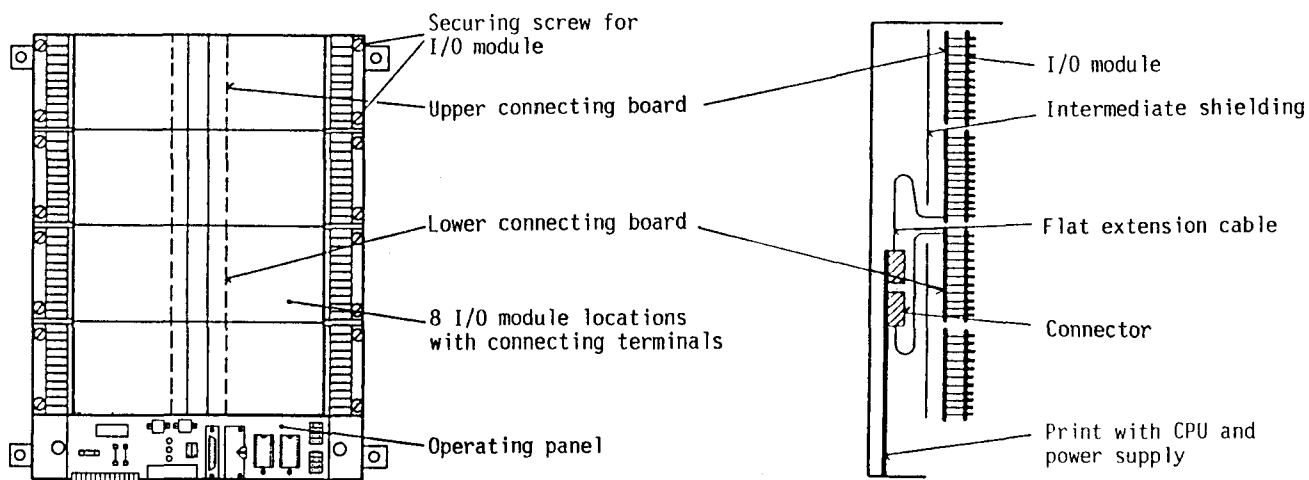 Securing screw for
I/O module
Upper connecting board
Lower connecting board
8 I/O module locations
with connecting terminals
Operating panel
I/O module
Intermediate shielding
Flat extension cable
Connector
Print with CPU and
power supply